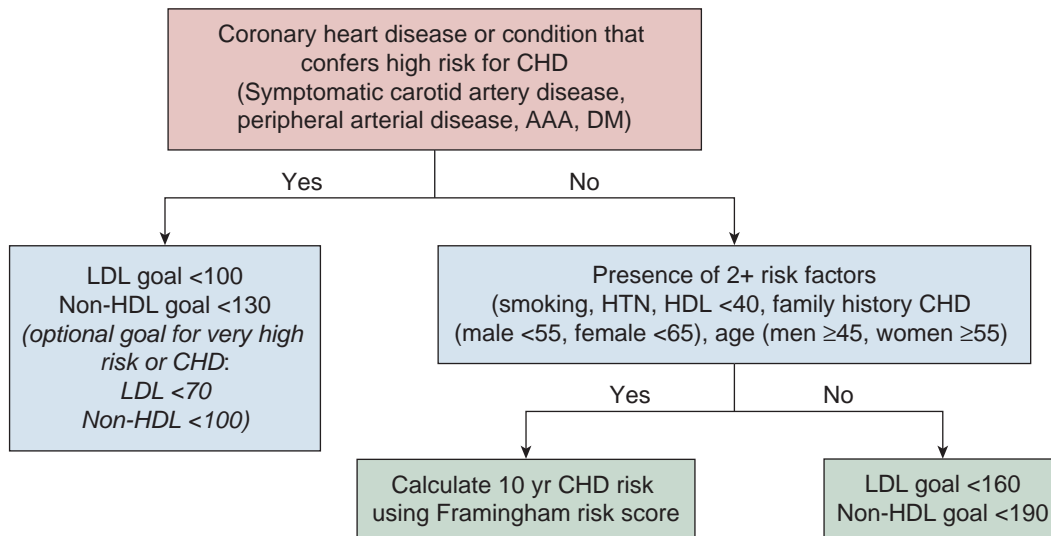 Coronary heart disease or condition that
confers high risk for CHD
(Symptomatic carotid artery disease,
peripheral arterial disease, AAA, DM)
Yes
No
LDL goal <100
Non-HDL goal <130
(optional goal for very high
risk or CHD:
LDL <70
Non-HDL <100)
Presence of 2+ risk factors
(smoking, HTN, HDL <40, family history CHD
(male <55, female <65), age (men ≥45, women ≥55)
Yes
No
Calculate 10 yr CHD risk
using Framingham risk score
LDL goal <160
Non-HDL goal <190